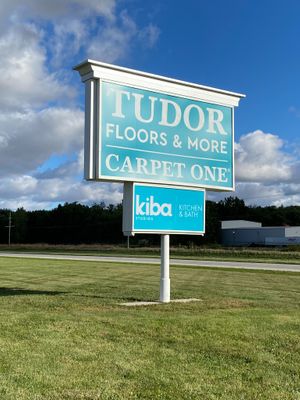 TUDOR
FLOORS & MORE
CARPET ONE
kiba KITCHEN
STUDIOS & BATH